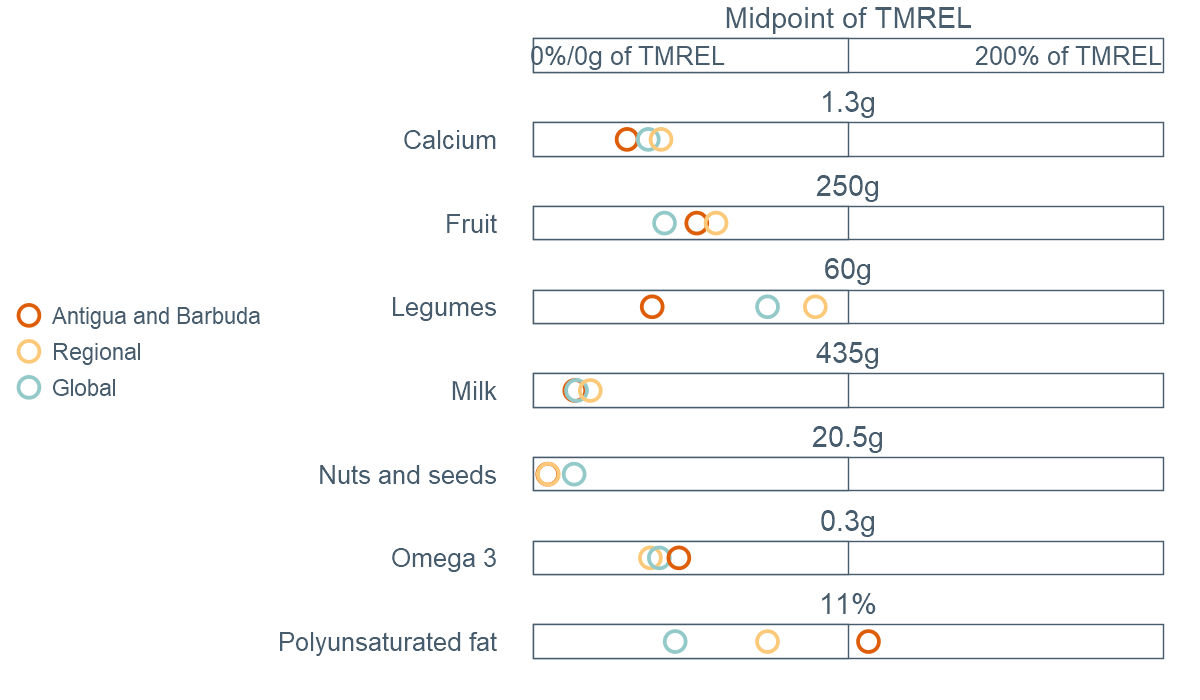 Midpoint of TMREL
0%/0g of TMREL 200% of TMREL
1.3g
Calcium
250g
Fruit
60g
Legumes
435g
Milk
20.5g
Nuts and seeds
0.3g
Omega 3
11%
Polyunsaturated fat
Antigua and Barbuda
Regional
Global